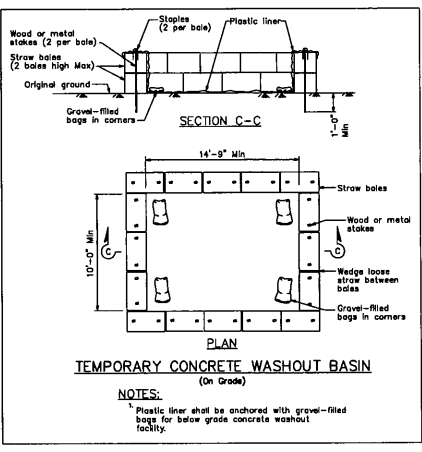 Staples
(2 per bale)
Plastic liner
Wood or metal
stakes (2 per bale)
Straw bales
(2 bales high Max)
Original ground
Gravel-filled
bags in corners
SECTION C-C
1'-0"
Min
14'-9" Min
Straw bales
10'-0" Min
Wood or metal
stakes
C
C
Wedge loose
straw between
bales
Gravel-filled
bags in corners
PLAN
TEMPORARY CONCRETE WASHOUT BASIN
(On Grade)
NOTES:
1. Plastic liner shall be anchored with gravel-filled
bags for below grade concrete washout
facility.